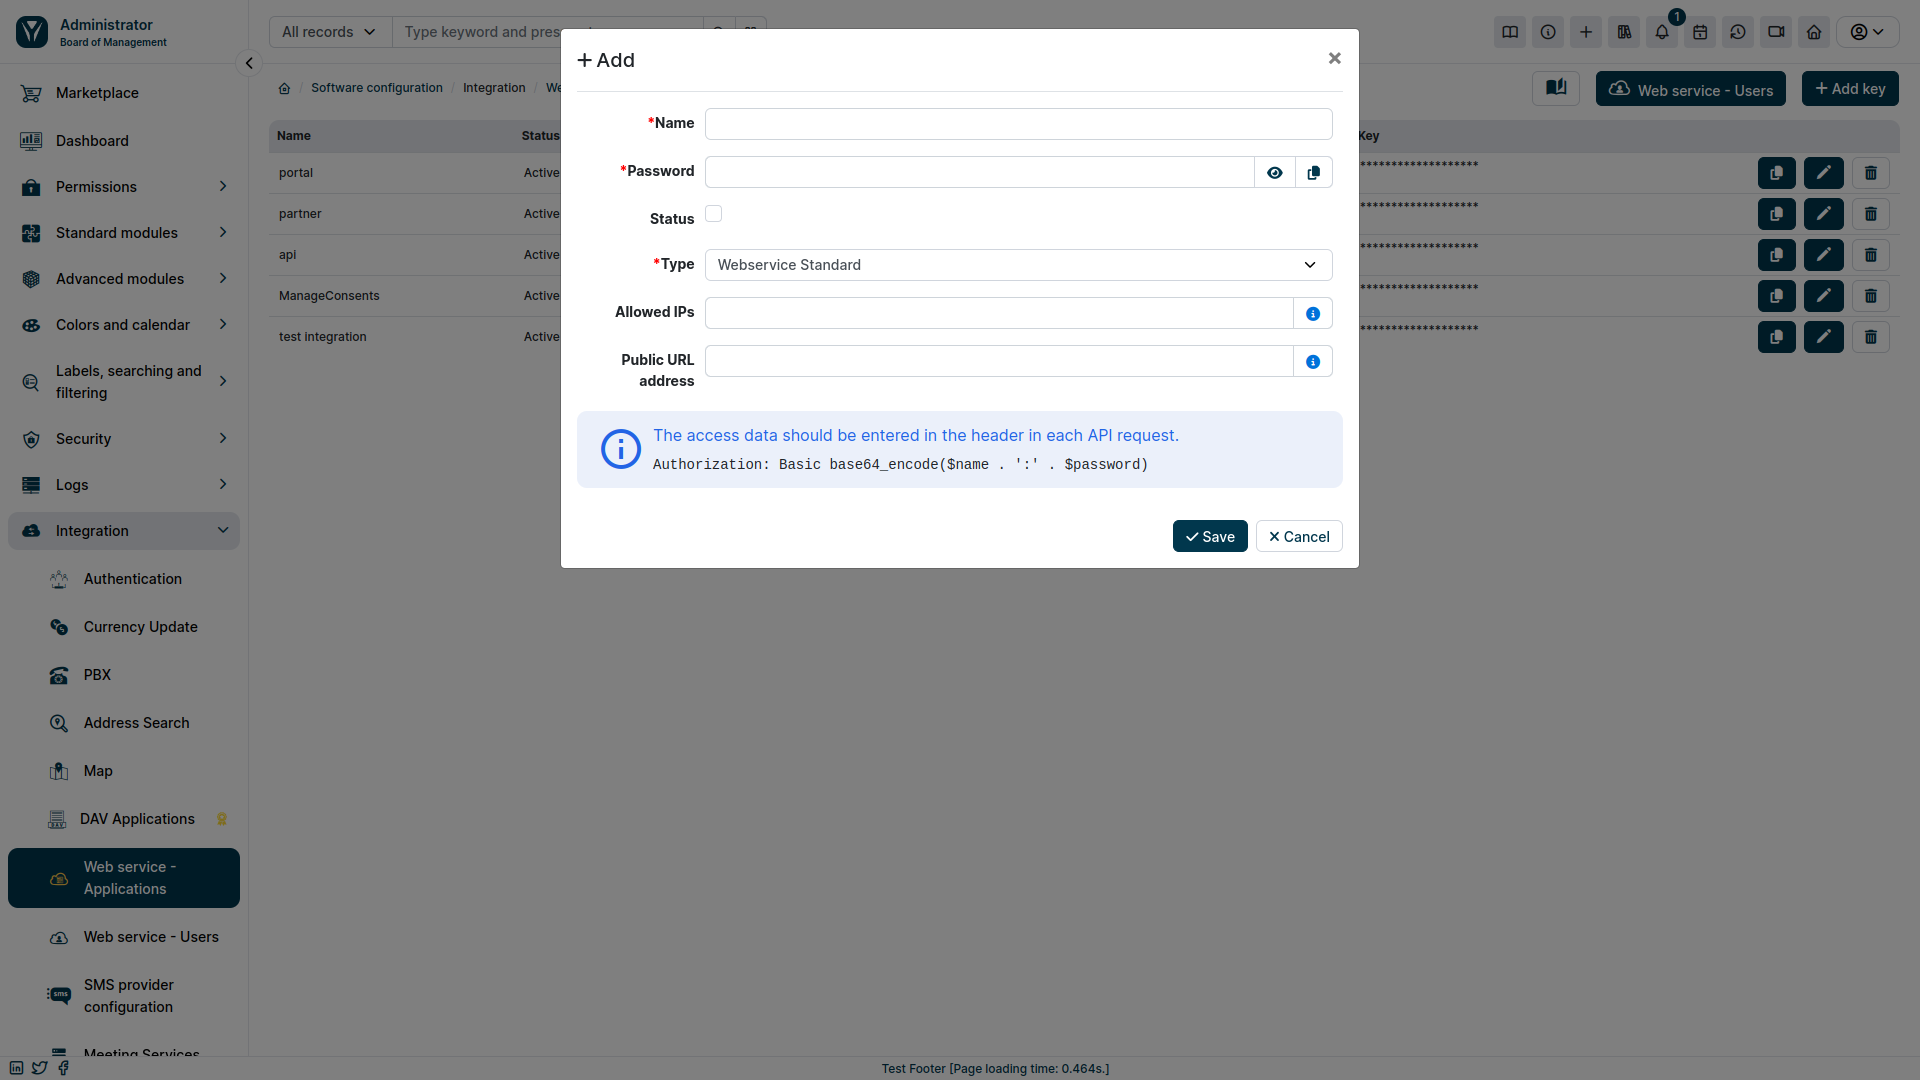 Administrator
Board of Management
All records
Type keyword and pres
1
Marketplace
Dashboard
Permissions
Standard modules
Advanced modules
Colors and calendar
Labels, searching and
filtering
Security
Logs
Integration
Authentication
Currency Update
PBX
Address Search
Map
DAV Applications
Web service -
Applications
Web service - Users
SMS provider
configuration
Meeting Services
/ Software configuration / Integration / We
Web service - Users
Add key
Name Status Key
portal Active *******************
partner Active *******************
api Active *******************
ManageConsents Active *******************
test integration Active *******************
+ Add
×
*Name
*Password
Status
*Type Webservice Standard
Allowed IPs
Public URL
address
The access data should be entered in the header in each API request.
Authorization: Basic base64_encode($name . ':' . $password)
Save
Cancel
Test Footer [Page loading time: 0.464s.]